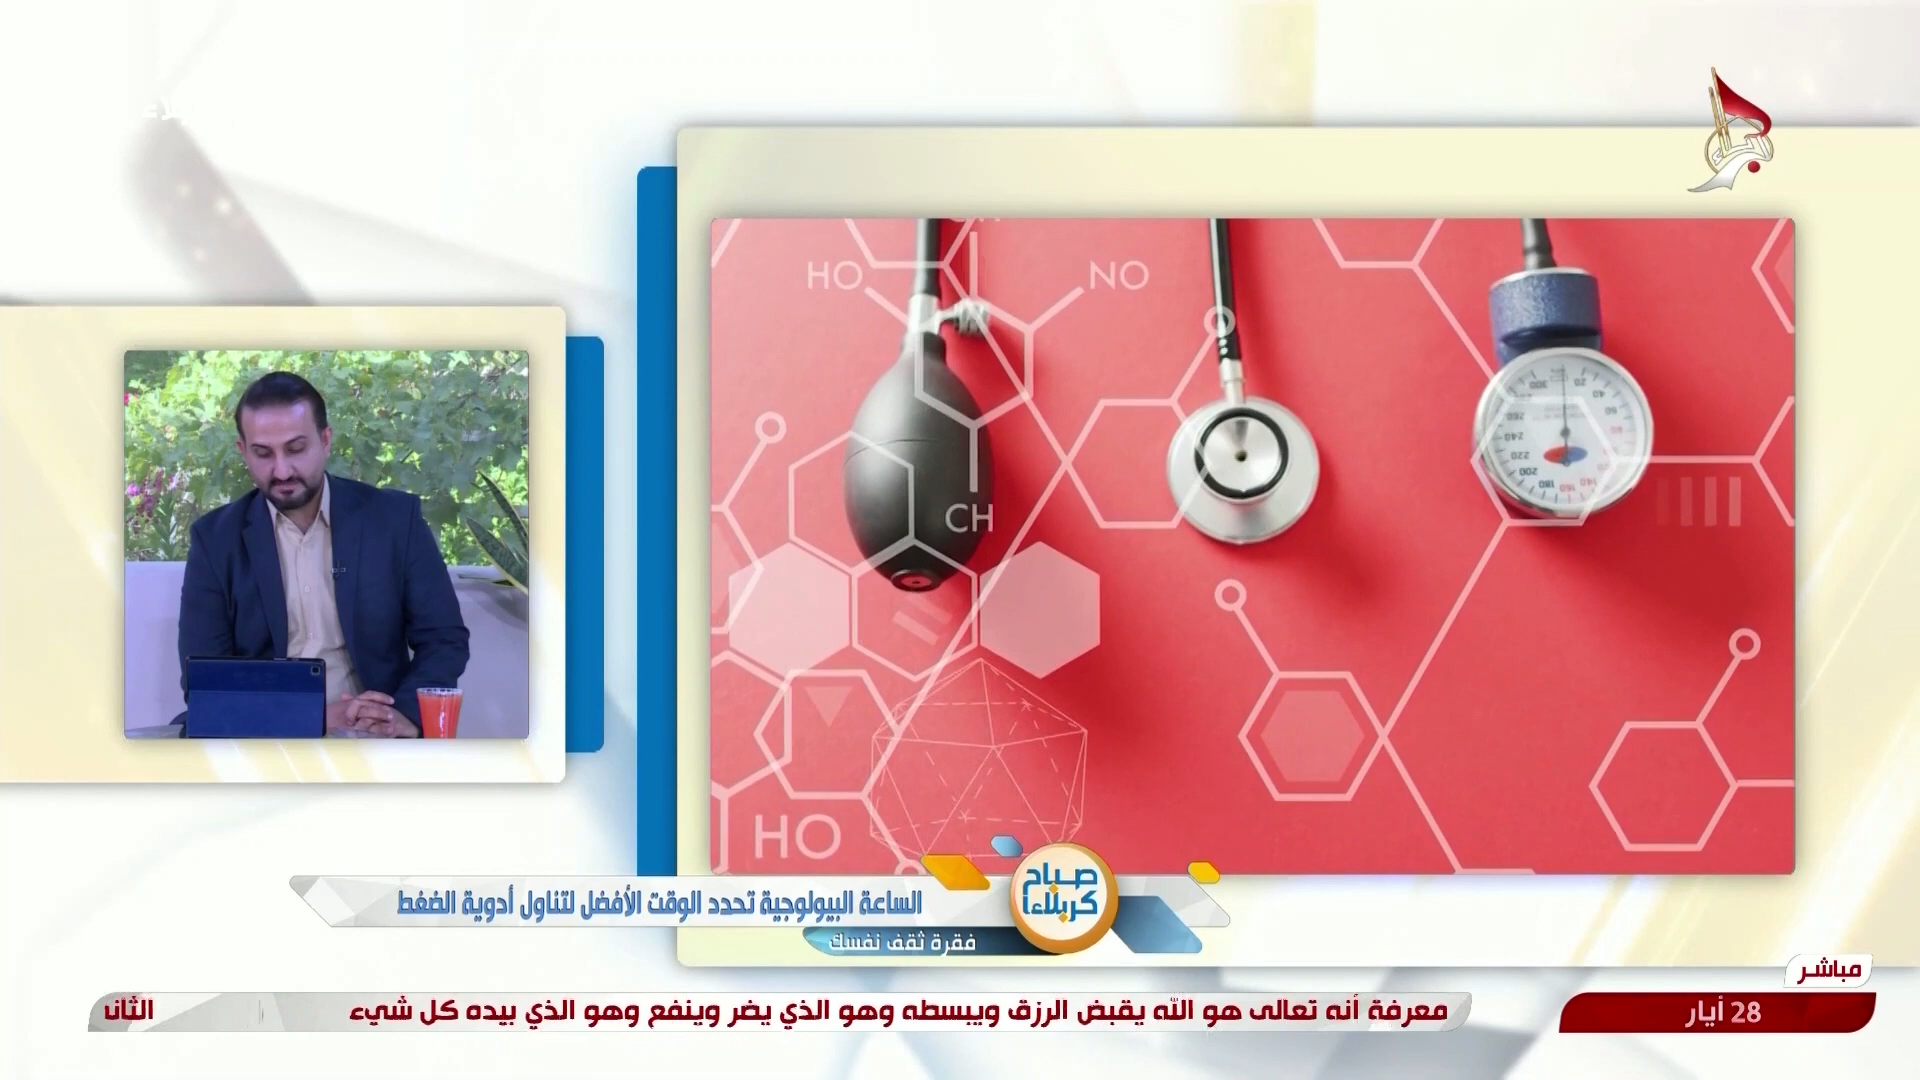 HO
NO
CH
HO
صباح
كربلاء
الساعة البيولوجية تحدد الوقت الأفضل لتناول أدوية الضغط
فقرة ثقف نفسك
مباشر
28 أيار
معرفة أنه تعالى هو الله يقبض الرزق ويبسطه وهو الذي يضر وينفع وهو الذي بيده كل شيء
الثان